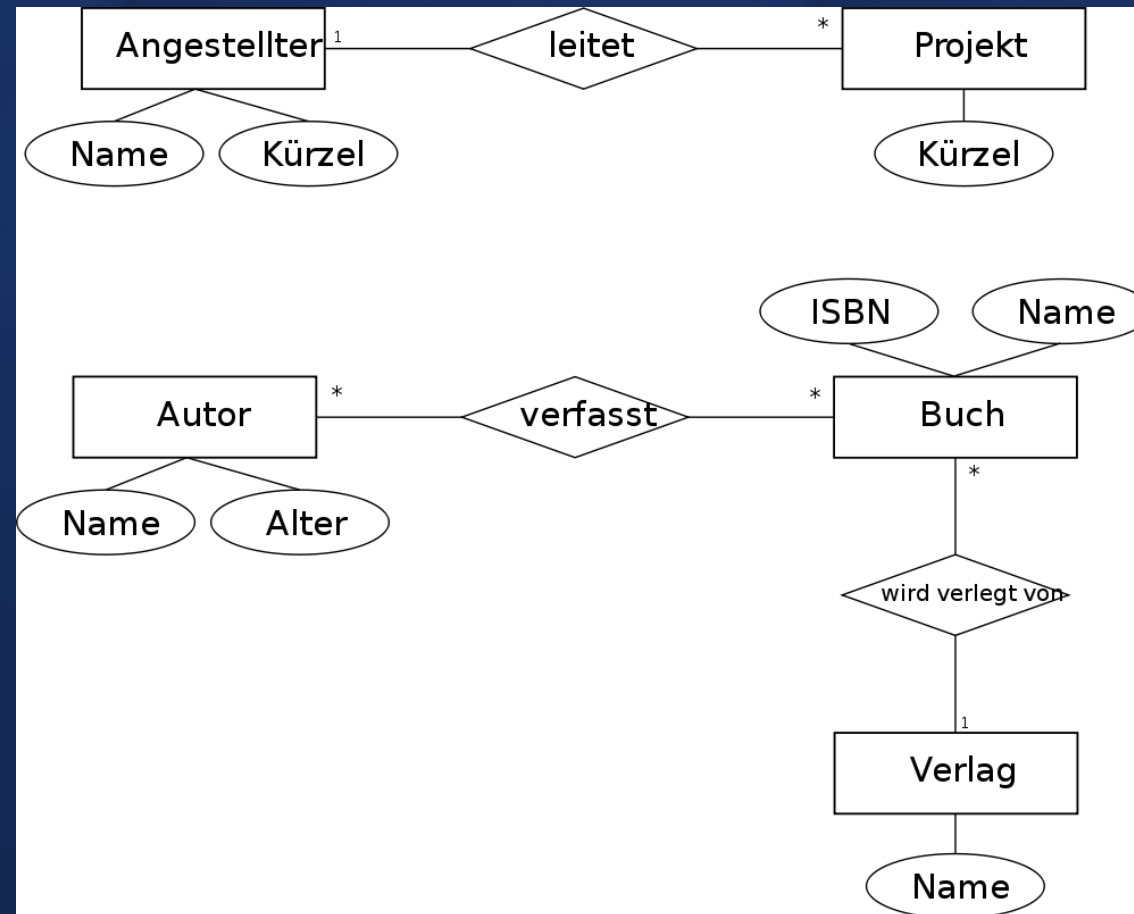 Angestellter
1
leitet
*
Projekt
Name
Kürzel
Kürzel
ISBN
Name
Autor
*
verfasst
*
Buch
*
Name
Alter
wird verlegt von
1
Verlag
Name